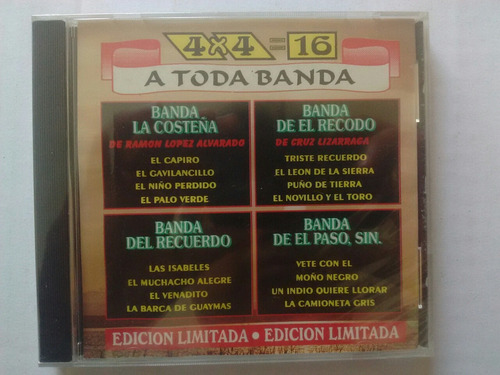 4X4=16
A TODA BANDA
BANDA
LA COSTEÑA
DE RAMON LOPEZ ALVARADO
EL CAPIRO
EL GAVILANCILLO
EL NIÑO PERDIDO
EL PALO VERDE
BANDA
DE EL RECODO
DE CRUZ LIZARRAGA
TRISTE RECUERDO
EL LEON DE LA SIERRA
PUÑO DE TIERRA
EL NOVILLO Y EL TORO
BANDA
DEL RECUERDO
LAS ISABELES
EL MUCHACHO ALEGRE
EL VENADITO
LA BARCA DE GUAYMAS
BANDA
DE EL PASO, SIN.
VETE CON EL
MOÑO NEGRO
UN INDIO QUIERE LLORAR
LA CAMIONETA GRIS
EDICION LIMITADA • EDICION LIMITADA